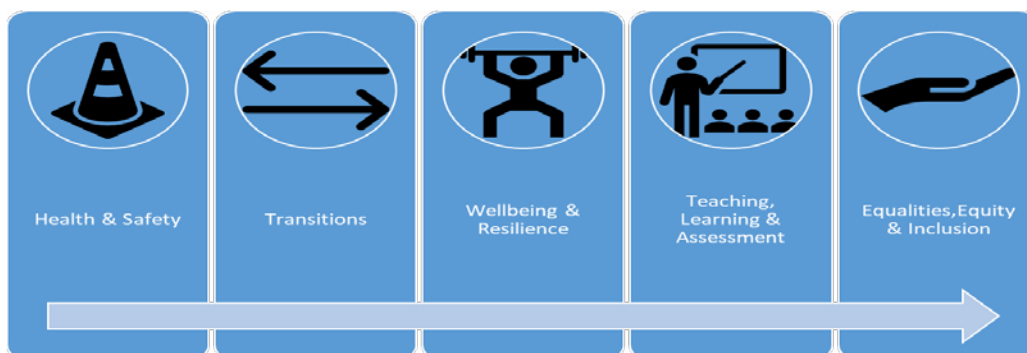 Health & Safety
Transitions
Wellbeing &
Resilience
Teaching,
Learning &
Assessment
Equalities,Equity
& Inclusion